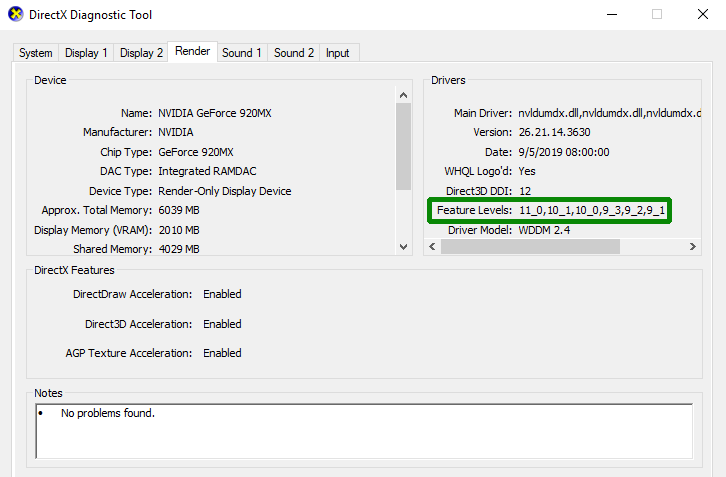 DirectX Diagnostic Tool
System Display 1 Display 2 Render Sound 1 Sound 2 Input
Device
Name: NVIDIA GeForce 920MX
Manufacturer: NVIDIA
Chip Type: GeForce 920MX
DAC Type: Integrated RAMDAC
Device Type: Render-Only Display Device
Approx. Total Memory: 6039 MB
Display Memory (VRAM): 2010 MB
Shared Memory: 4029 MB
Drivers
Main Driver: nvldumdx.dll,nvldumdx.dll,nvldumdx.d
Version: 26.21.14.3630
Date: 9/5/2019 08:00:00
WHQL Logo'd: Yes
Direct3D DDI: 12
Feature Levels: 11_0,10_1,10_0,9_3,9_2,9_1
Driver Model: WDDM 2.4
DirectX Features
DirectDraw Acceleration: Enabled
Direct3D Acceleration: Enabled
AGP Texture Acceleration: Enabled
Notes
• No problems found.